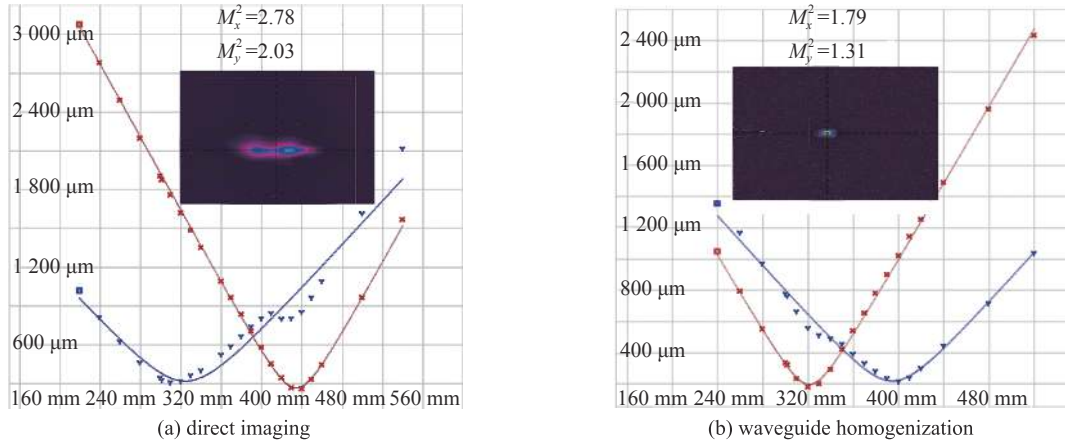 M_x^2=2.78
M_y^2=2.03
3 000 μm
2 400 μm
1 800 μm
1 200 μm
600 μm
160 mm 240 mm 320 mm 400 mm 480 mm 560 mm
(a) direct imaging
M_x^2=1.79
M_y^2=1.31
2 400 μm
2 000 μm
1 600 μm
1 200 μm
800 μm
400 μm
160 mm 240 mm 320 mm 400 mm 480 mm
(b) waveguide homogenization